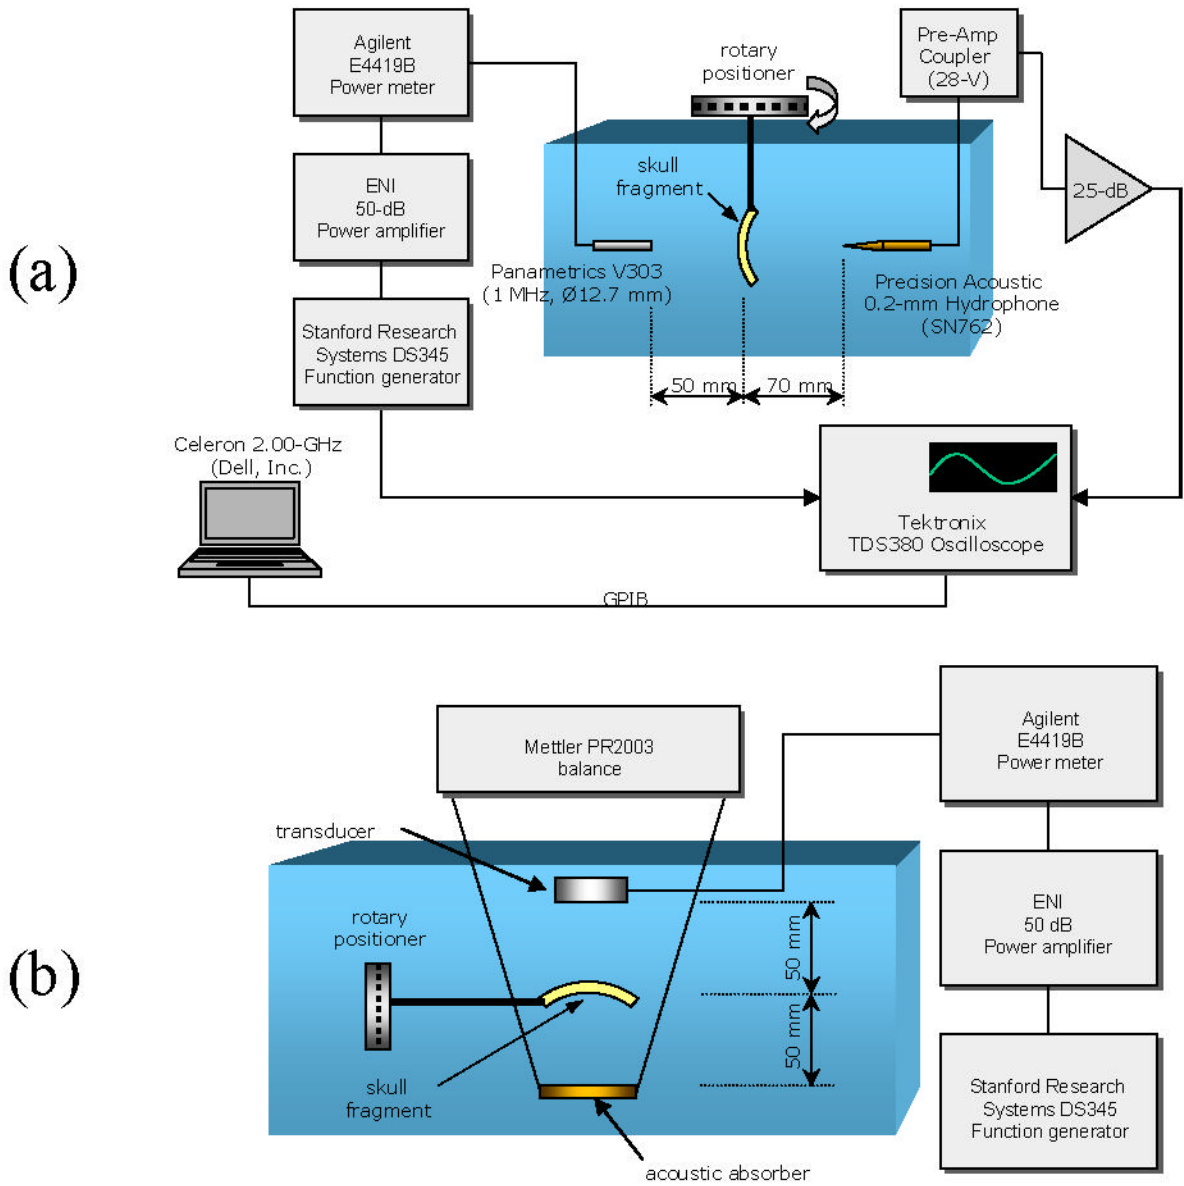 (a)
Agilent
E4419B
Power meter
ENI
50-dB
Power amplifier
Stanford Research
Systems DS345
Function generator
Celeron 2.00-GHz
(Dell, Inc.)
rotary
positioner
skull
fragment
Panametrics V303
(1 MHz, Ø12.7 mm)
Precision Acoustic
0.2-mm Hydrophone
(SN762)
50 mm
70 mm
Pre-Amp
Coupler
(28-V)
25-dB
Tektronix
TDS380 Oscilloscope
GPIB
(b)
Mettler PR2003
balance
transducer
rotary
positioner
skull
fragment
acoustic absorber
50 mm
50 mm
Agilent
E4419B
Power meter
ENI
50 dB
Power amplifier
Stanford Research
Systems DS345
Function generator